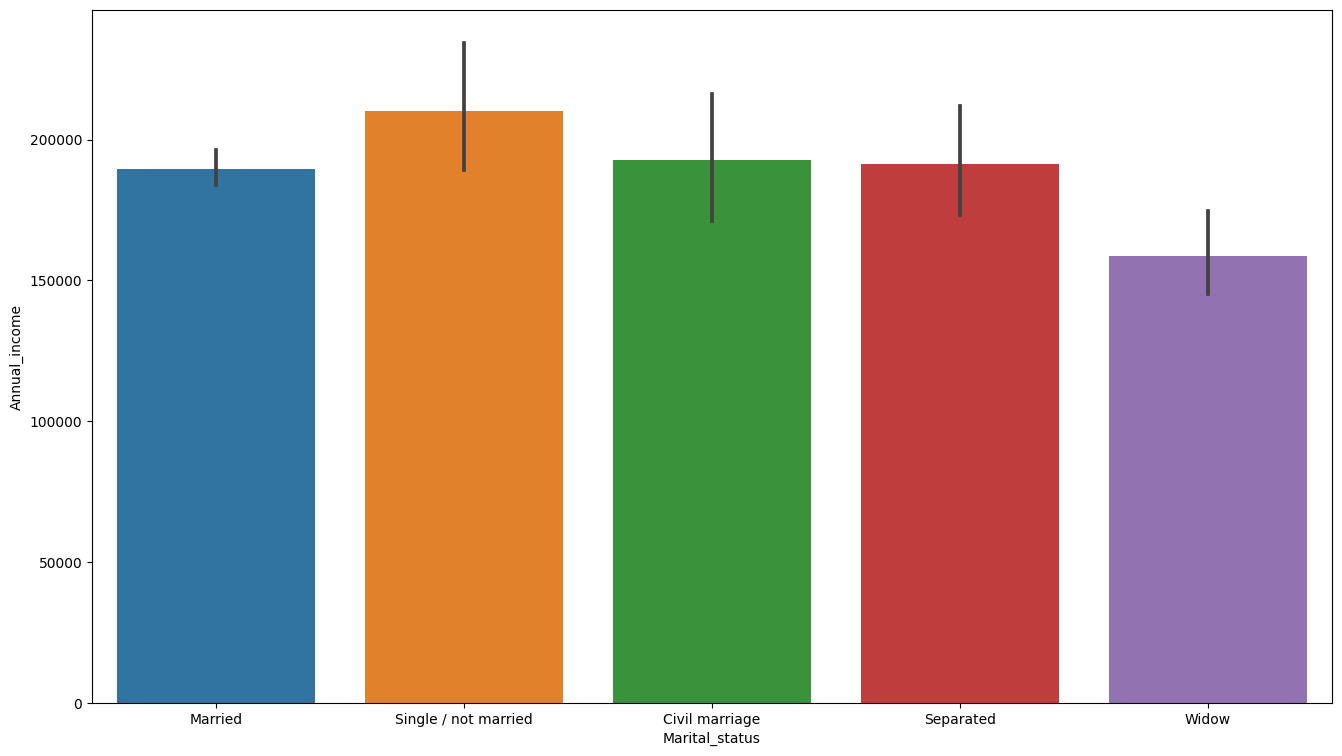 Annual_income
200000
150000
100000
50000
0
Married
Single / not married
Civil marriage
Separated
Widow
Marital_status